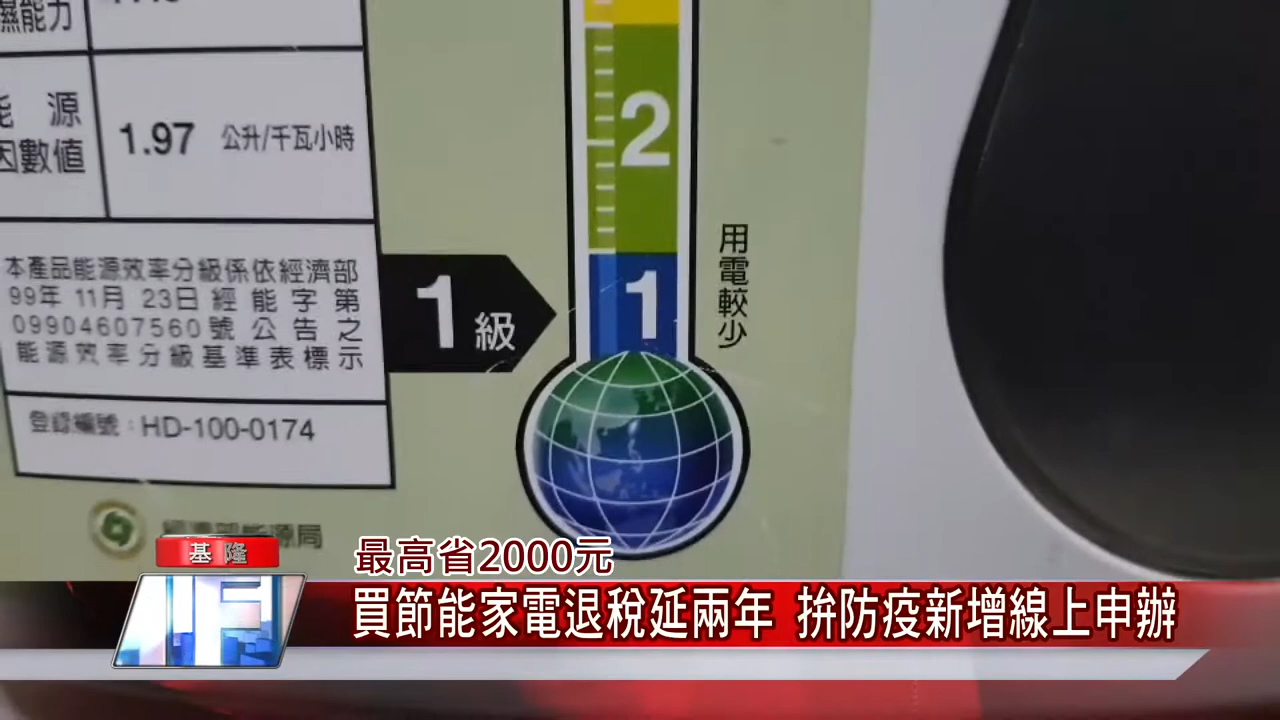 濕能力
能源
因數值
1.97 公升/千瓦小時
2
1
用電較少
1級
本產品能源效率分級係依經濟部
99年 11月 23日 經能字第
09904607560號公告之
能源效率分級基準表標示
登錄編號：HD-100-0174
基隆
最高省2000元
買節能家電退稅延兩年 拚防疫新增線上申辦